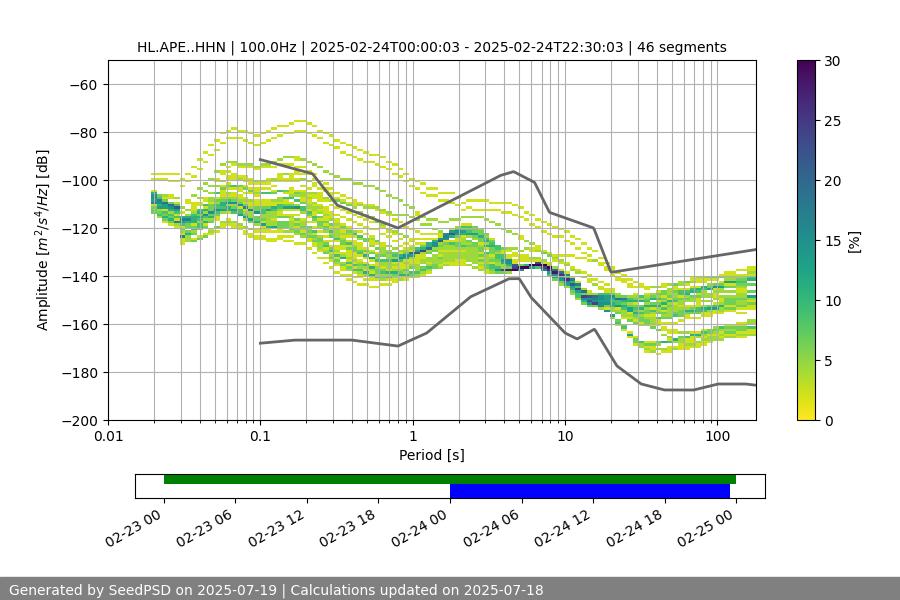 HL.APE..HHN | 100.0Hz | 2025-02-24T00:00:03 - 2025-02-24T22:30:03 | 46 segments
Amplitude [m²/s⁴/Hz] [dB]
−60
−80
−100
−120
−140
−160
−180
−200
0.01 0.1 1 10 100
Period [s]
30
25
20
15
10
5
0
[%]
02-23 00 02-23 06 02-23 12 02-23 18 02-24 00 02-24 06 02-24 12 02-24 18 02-25 00
Generated by SeedPSD on 2025-07-19 | Calculations updated on 2025-07-18